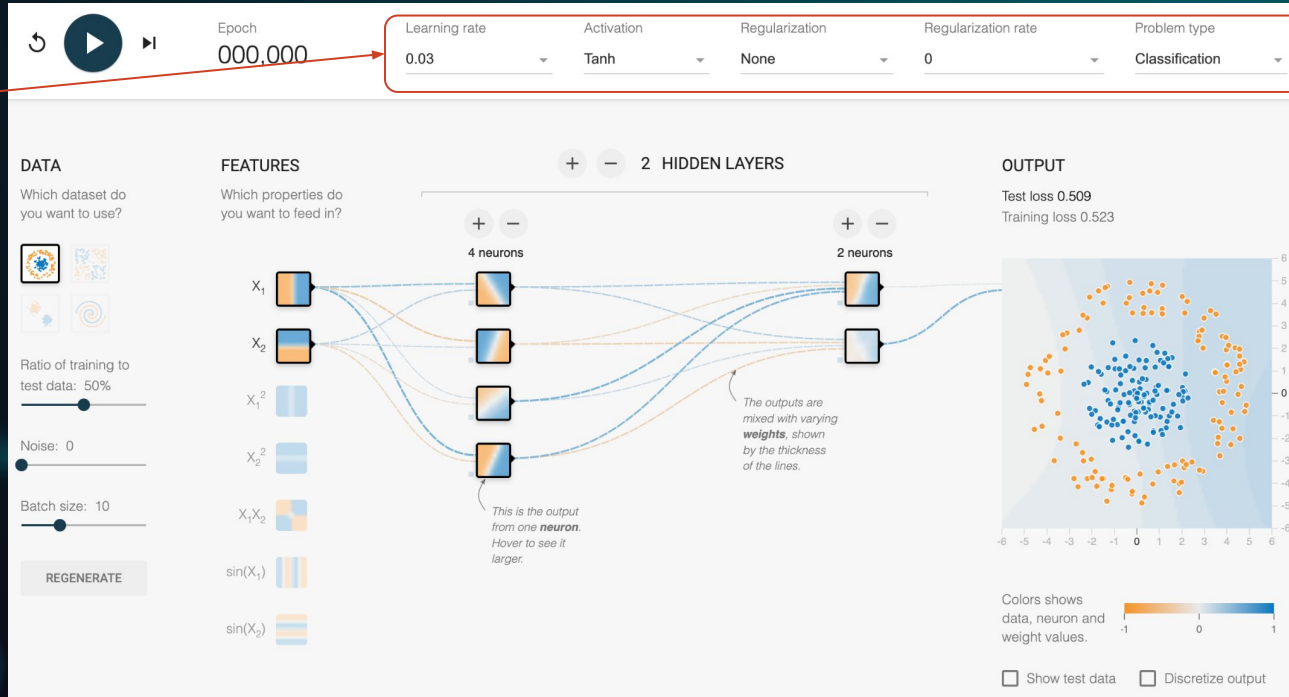 Epoch
000,000
Learning rate
0.03
Activation
Tanh
Regularization
None
Regularization rate
0
Problem type
Classification
DATA
Which dataset do
you want to use?
Ratio of training to
test data: 50%
Noise: 0
Batch size: 10
REGENERATE
FEATURES
Which properties do
you want to feed in?
X₁
X₂
X₁²
X₂²
X₁X₂
sin(X₁)
sin(X₂)
+ − 2 HIDDEN LAYERS
+ −
4 neurons
+ −
2 neurons
This is the output
from one neuron.
Hover to see it
larger.
The outputs are
mixed with varying
weights, shown
by the thickness
of the lines.
OUTPUT
Test loss 0.509
Training loss 0.523
6
5
4
3
2
1
0
-1
-2
-3
-4
-5
-6
-6 -5 -4 -3 -2 -1 0 1 2 3 4 5 6
Colors shows
data, neuron and
weight values.
-1 0 1
Show test data
Discretize output